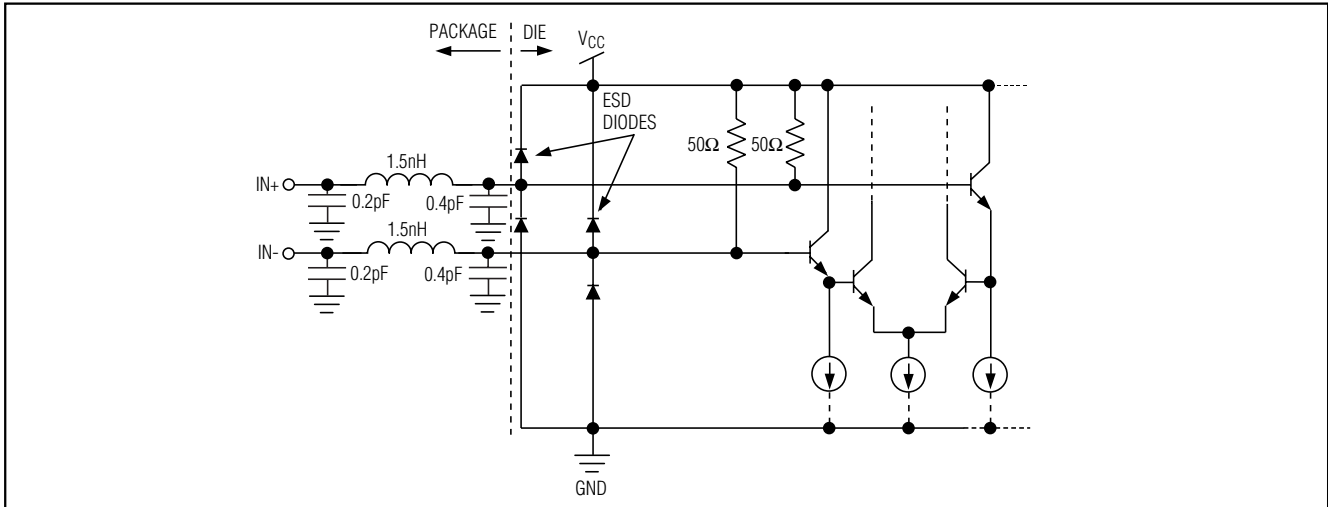 PACKAGE DIE
VCC
ESD
DIODES
50Ω 50Ω
1.5nH
IN+
0.2pF 0.4pF
1.5nH
IN-
0.2pF 0.4pF
GND